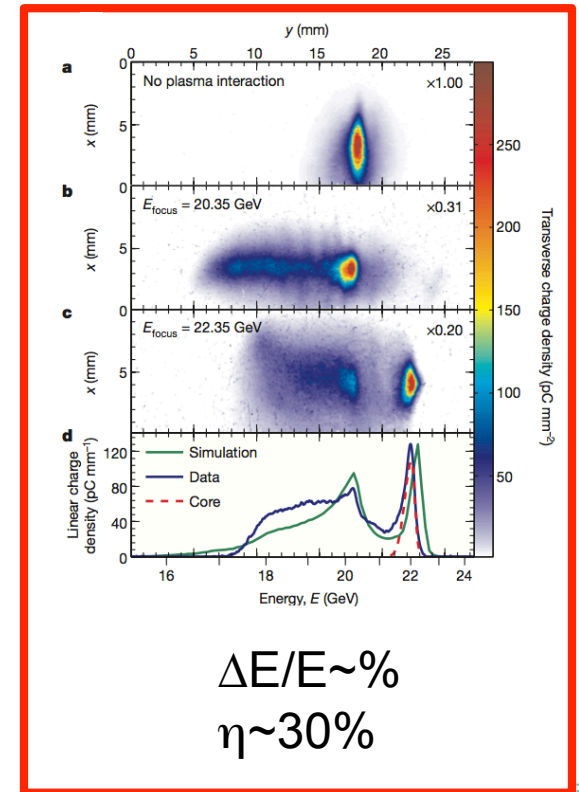 y (mm)
0 5 10 15 20 25
a
No plasma interaction ×1.00
0
5
x (mm)
b
E focus = 20.35 GeV ×0.31
0
5
x (mm)
c
E focus = 22.35 GeV ×0.20
0
5
x (mm)
250
200
150
100
50
Transverse charge density (pC mm⁻²)
d
Simulation
Data
Core
120
80
40
0
Linear charge
density (pC mm⁻¹)
16 18 20 22 24
Energy, E (GeV)
ΔE/E~%
η~30%